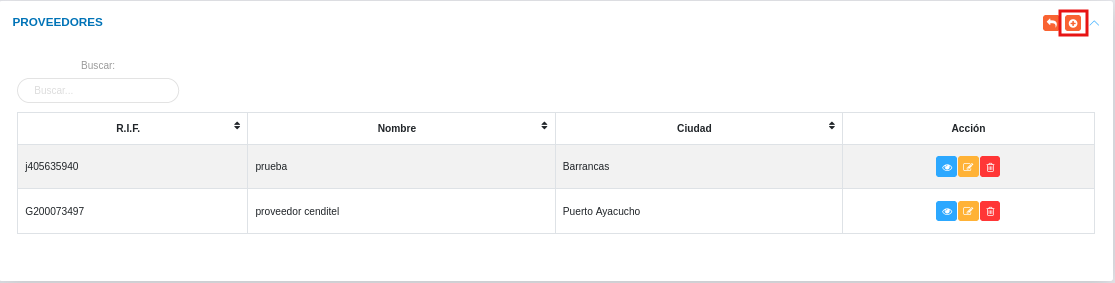 PROVEEDORES
Buscar:
Buscar...
R.I.F. Nombre Ciudad Acción
j405635940 prueba Barrancas
G200073497 proveedor cenditel Puerto Ayacucho